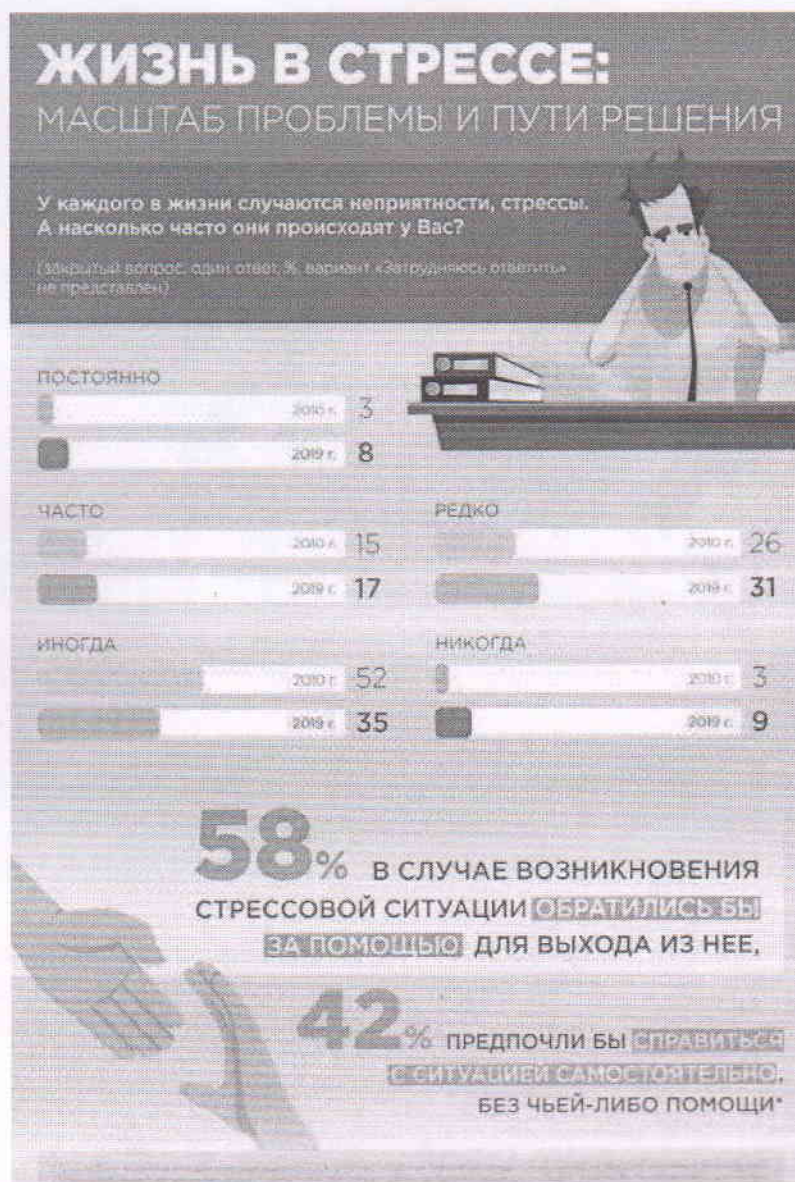 ЖИЗНЬ В СТРЕССЕ:
МАСШТАБ ПРОБЛЕМЫ И ПУТИ РЕШЕНИЯ
У каждого в жизни случаются неприятности, стрессы.
А насколько часто они происходят у Вас?
(закрытый вопрос, один ответ, %, вариант «Затрудняюсь ответить»
не представлен)
ПОСТОЯННО
2010 г. 3
2019 г. 8
ЧАСТО
2010 г. 15
2019 г. 17
ИНОГДА
2010 г. 52
2019 г. 35
РЕДКО
2010 г. 26
2019 г. 31
НИКОГДА
2010 г. 3
2019 г. 9
58% В СЛУЧАЕ ВОЗНИКНОВЕНИЯ
СТРЕССОВОЙ СИТУАЦИИ ОБРАТИЛИСЬ БЫ
ЗА ПОМОЩЬЮ ДЛЯ ВЫХОДА ИЗ НЕЕ,
42% ПРЕДПОЧЛИ БЫ СПРАВИТЬСЯ
С СИТУАЦИЕЙ САМОСТОЯТЕЛЬНО,
БЕЗ ЧЬЕЙ-ЛИБО ПОМОЩИ*